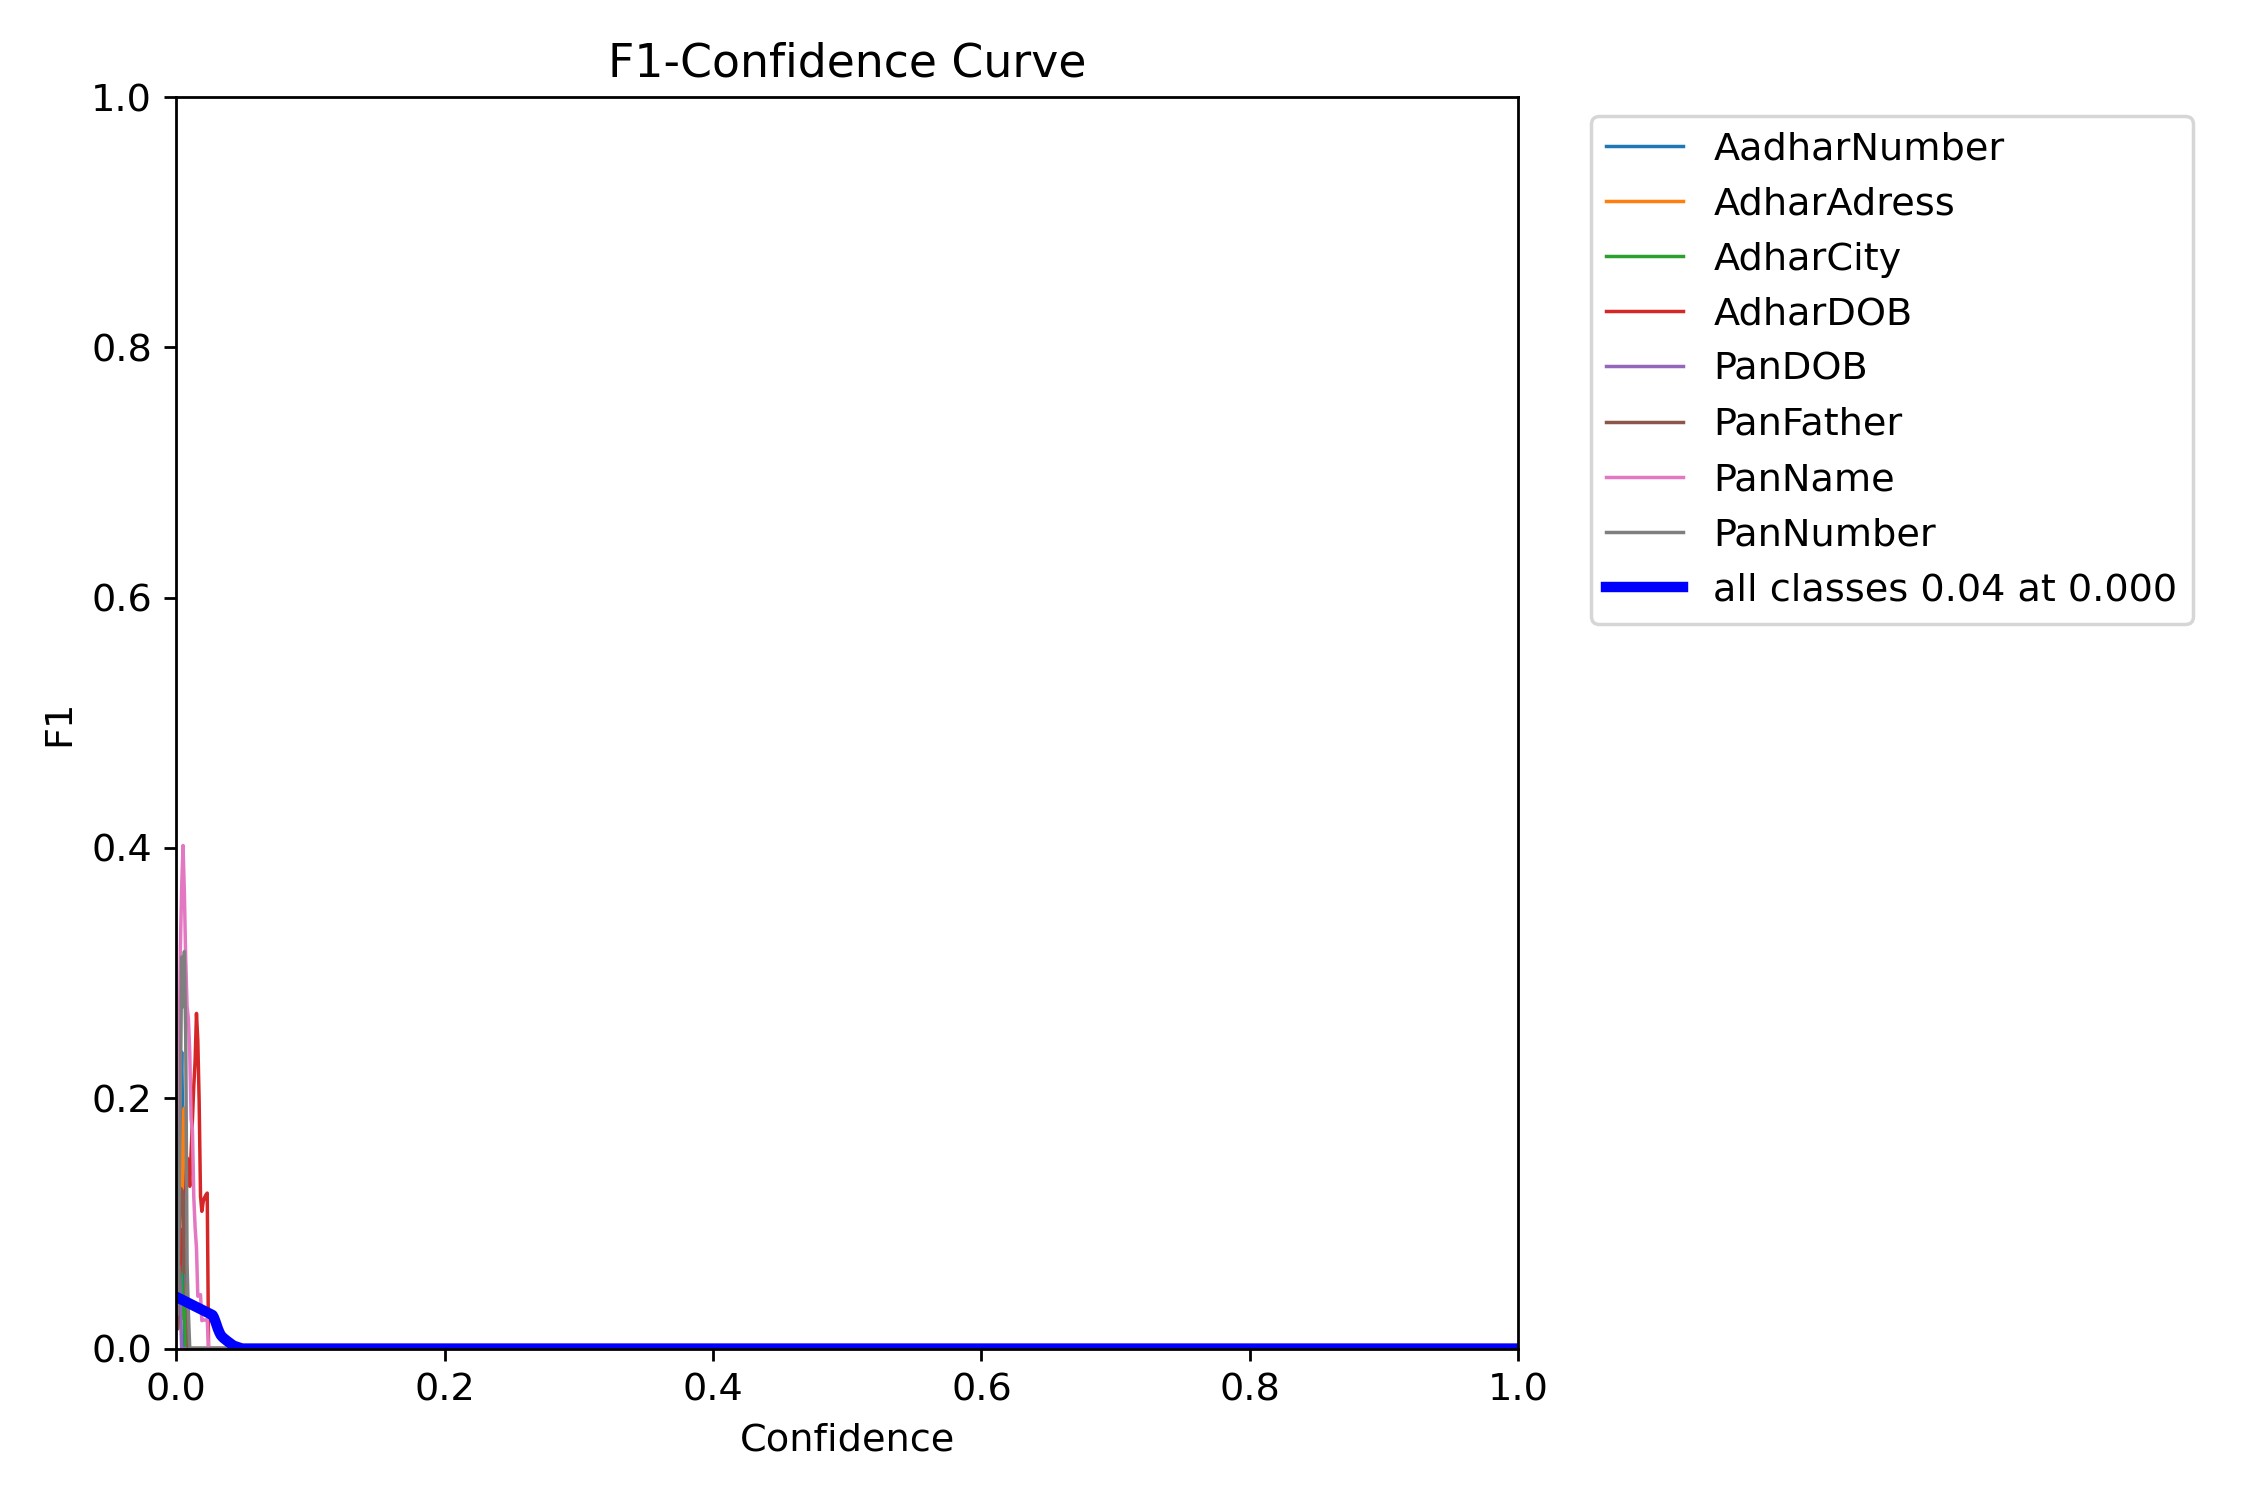 F1-Confidence Curve
1.0
0.8
0.6
0.4
0.2
0.0
F1
0.0 0.2 0.4 0.6 0.8 1.0
Confidence
AadharNumber
AdharAdress
AdharCity
AdharDOB
PanDOB
PanFather
PanName
PanNumber
all classes 0.04 at 0.000